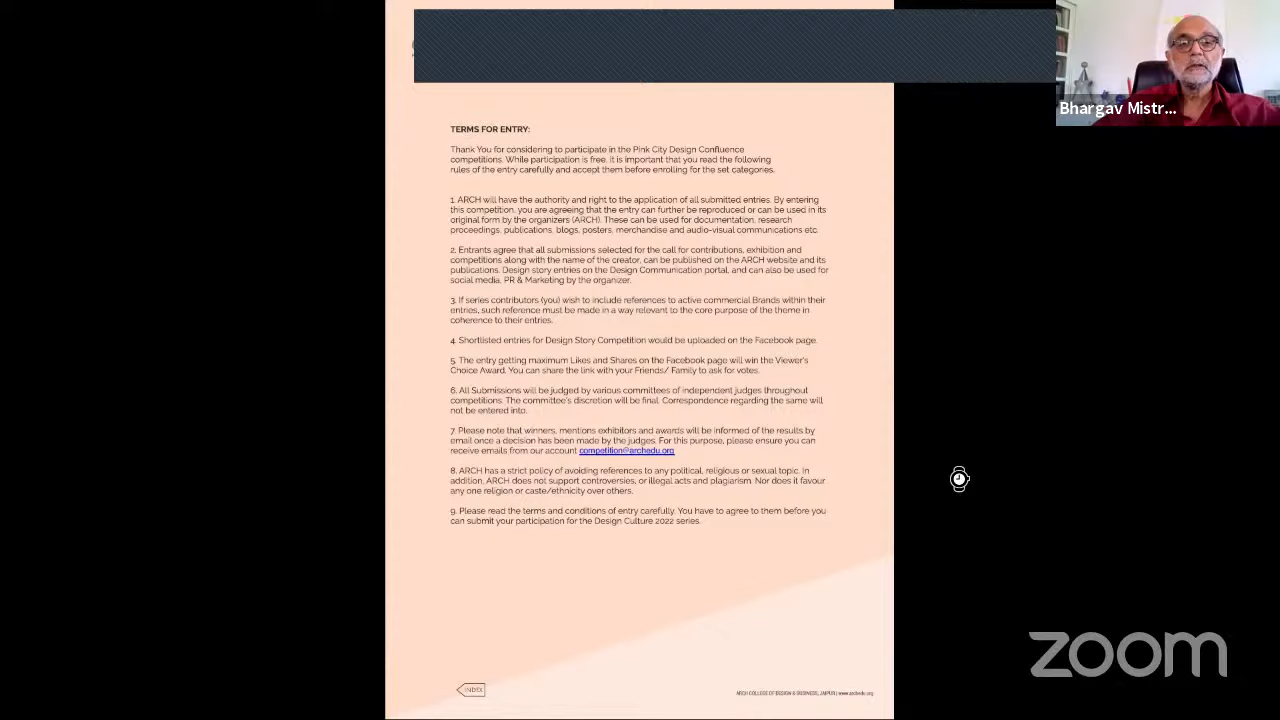 Bhargav Mistr...
TERMS FOR ENTRY:
Thank You for considering to participate in the Pink City Design Confluence
competitions. While participation is free, it is important that you read the following
rules of the entry carefully and accept them before enrolling for the set categories.
1. ARCH will have the authority and right to the application of all submitted entries. By entering
this competition, you are agreeing that the entry can further be reproduced or can be used in its
original form by the organizers (ARCH). These can be used for documentation, research
proceedings, publications, blogs, posters, merchandise and audio-visual communications etc.
2. Entrants agree that all submissions selected for the call for contributions, exhibition and
competitions along with the name of the creator, can be published on the ARCH website and its
publications. Design story entries on the Design Communication portal, and can also be used for
social media, PR & Marketing by the organizer.
3. If series contributors (you) wish to include references to active commercial Brands within their
entries, such reference must be made in a way relevant to the core purpose of the theme in
coherence to their entries.
4. Shortlisted entries for Design Story Competition would be uploaded on the Facebook page.
5. The entry getting maximum Likes and Shares on the Facebook page will win the Viewer's
Choice Award. You can share the link with your Friends/ Family to ask for votes.
6. All Submissions will be judged by various committees of independent judges throughout
competitions. The committee's discretion will be final. Correspondence regarding the same will
not be entered into.
7. Please note that winners, mentions exhibitors and awards will be informed of the results by
email once a decision has been made by the judges. For this purpose, please ensure you can
receive emails from our account competition@archedu.org
8. ARCH has a strict policy of avoiding references to any political, religious or sexual topic. In
addition, ARCH does not support controversies, or illegal acts and plagiarism. Nor does it favour
any one religion or caste/ethnicity over others.
9. Please read the terms and conditions of entry carefully. You have to agree to them before you
can submit your participation for the Design Culture 2022 series.
zoom
INDEX
ARCH COLLEGE OF DESIGN & BUSINESS, JAIPUR | www.archedu.org